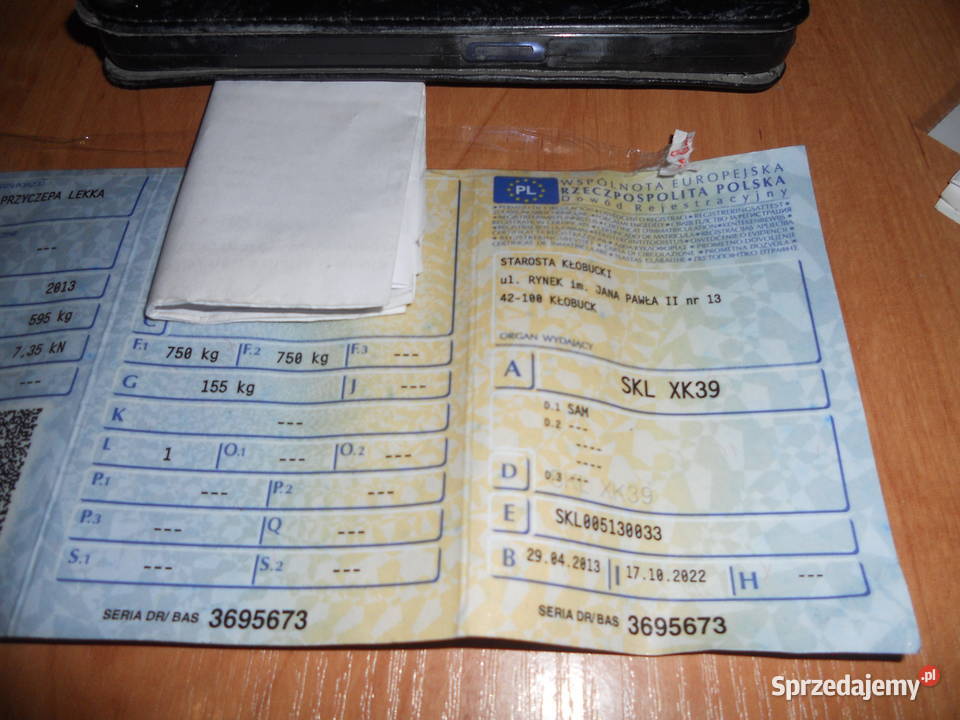 PRZYCZEPA LEKKA
---
2013
595 kg
7,35 kN
---
F.1 750 kg F.2 750 kg F.3 ---
G 155 kg J ---
K ---
L 1 O.1 --- O.2 ---
P.1 --- P.2 ---
P.3 --- Q ---
S.1 --- S.2 ---
SERIA DR/BAS 3695673
PL
WSPÓLNOTA EUROPEJSKA
RZECZPOSPOLITA POLSKA
Dowód Rejestracyjny
STAROSTA KŁOBUCKI
ul. RYNEK im. JANA PAWŁA II nr 13
42-100 KŁOBUCK
ORGAN WYDAJĄCY
A SKL XK39
D.1 SAM
D.2 ---
----
----
D D.3 ---
XK39
E SKL005130033
B 29.04.2013 I 17.10.2022 H ---
SERIA DR/BAS 3695673
Sprzedajemy.pl